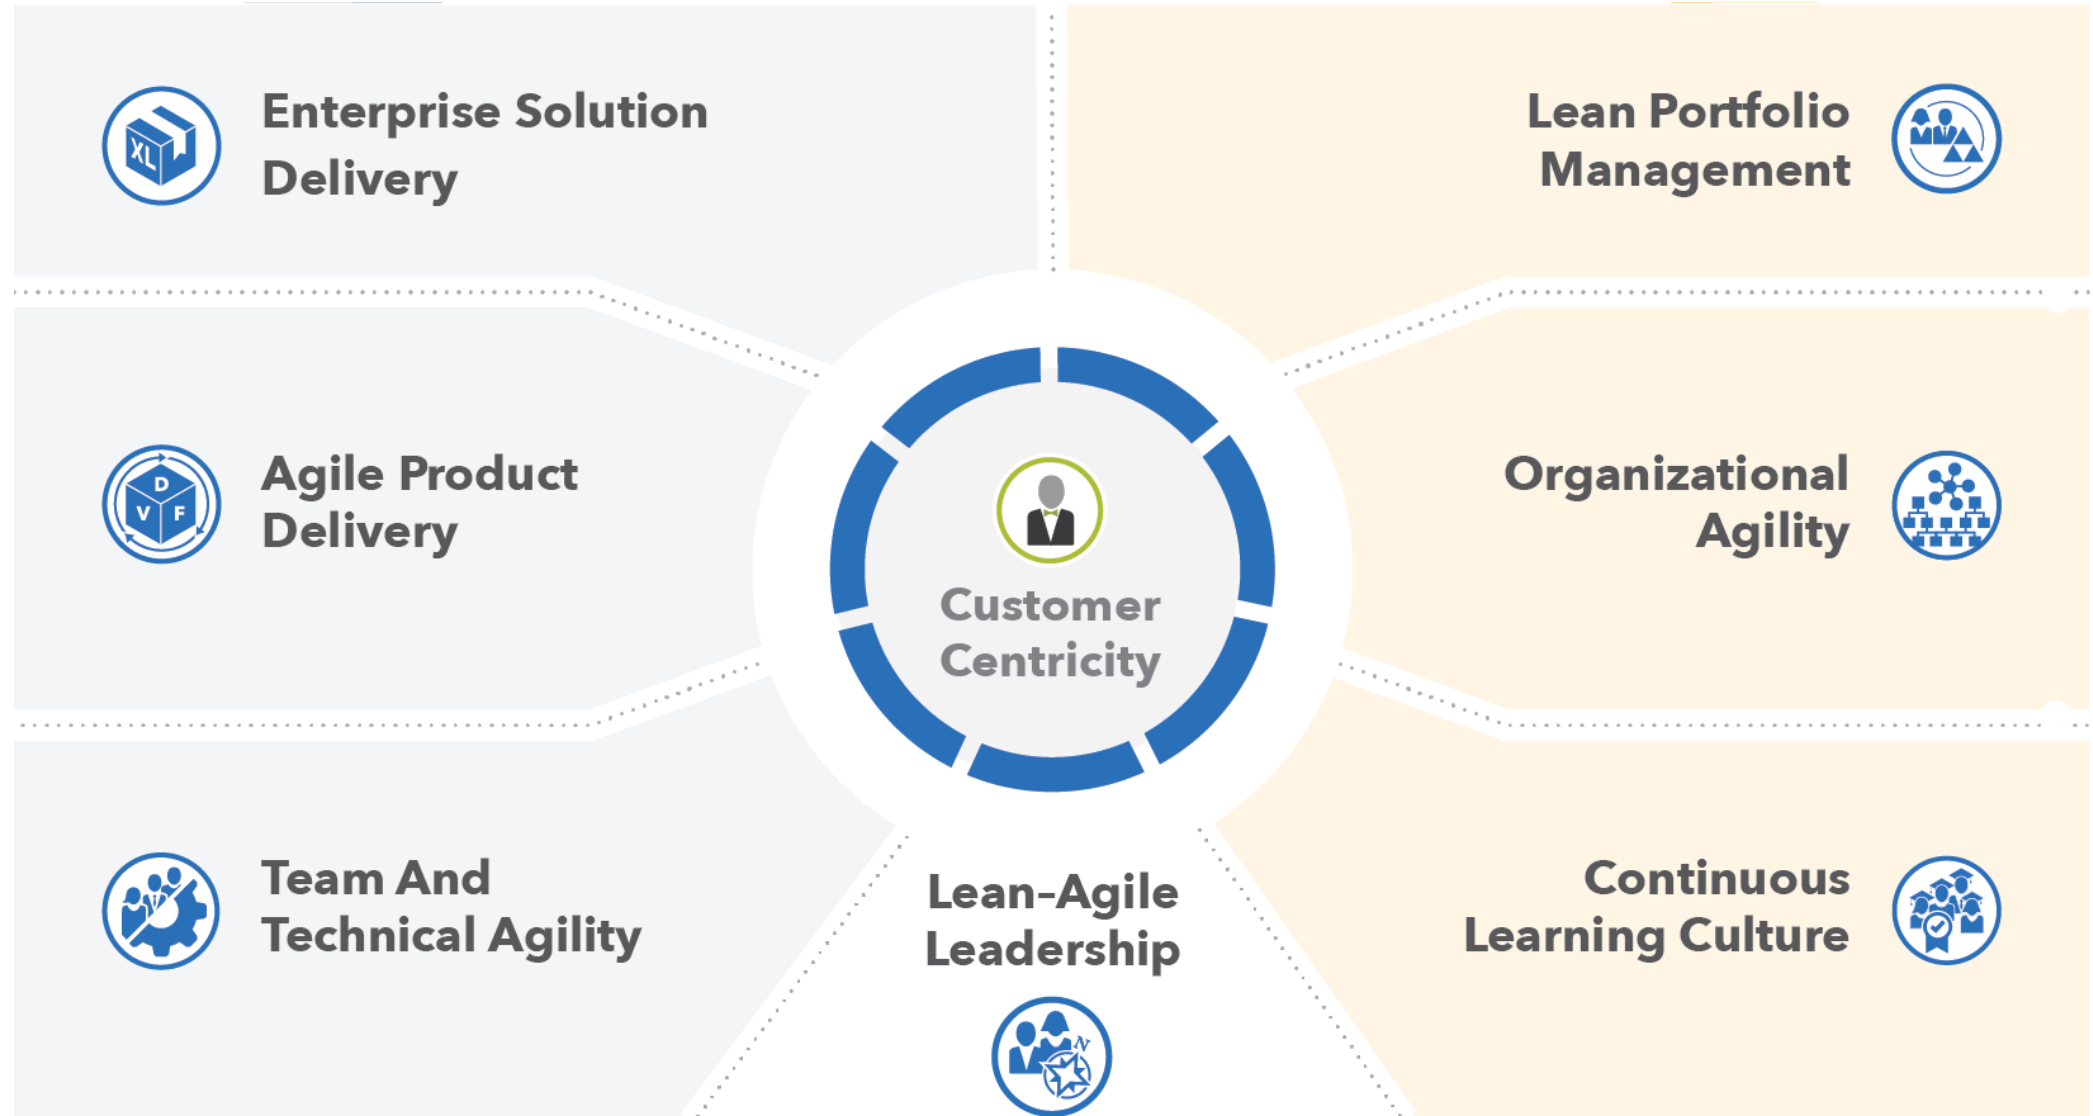 Enterprise Solution
Delivery
XL
Lean Portfolio
Management
Agile Product
Delivery
D
V F
Customer
Centricity
Organizational
Agility
Team And
Technical Agility
Lean–Agile
Leadership
N
Continuous
Learning Culture